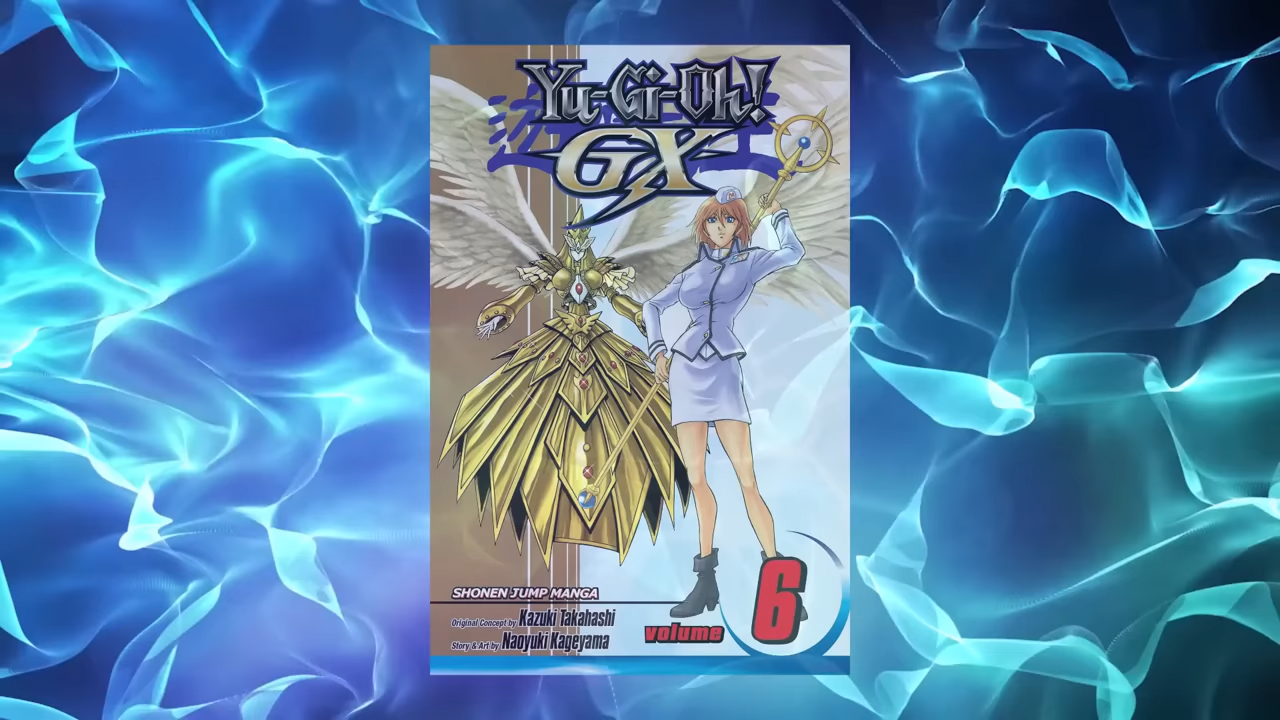 Yu-Gi-Oh!
GX
SHONEN JUMP MANGA
Original Concept by Kazuki Takahashi
Story & Art by Naoyuki Kageyama
volume 6